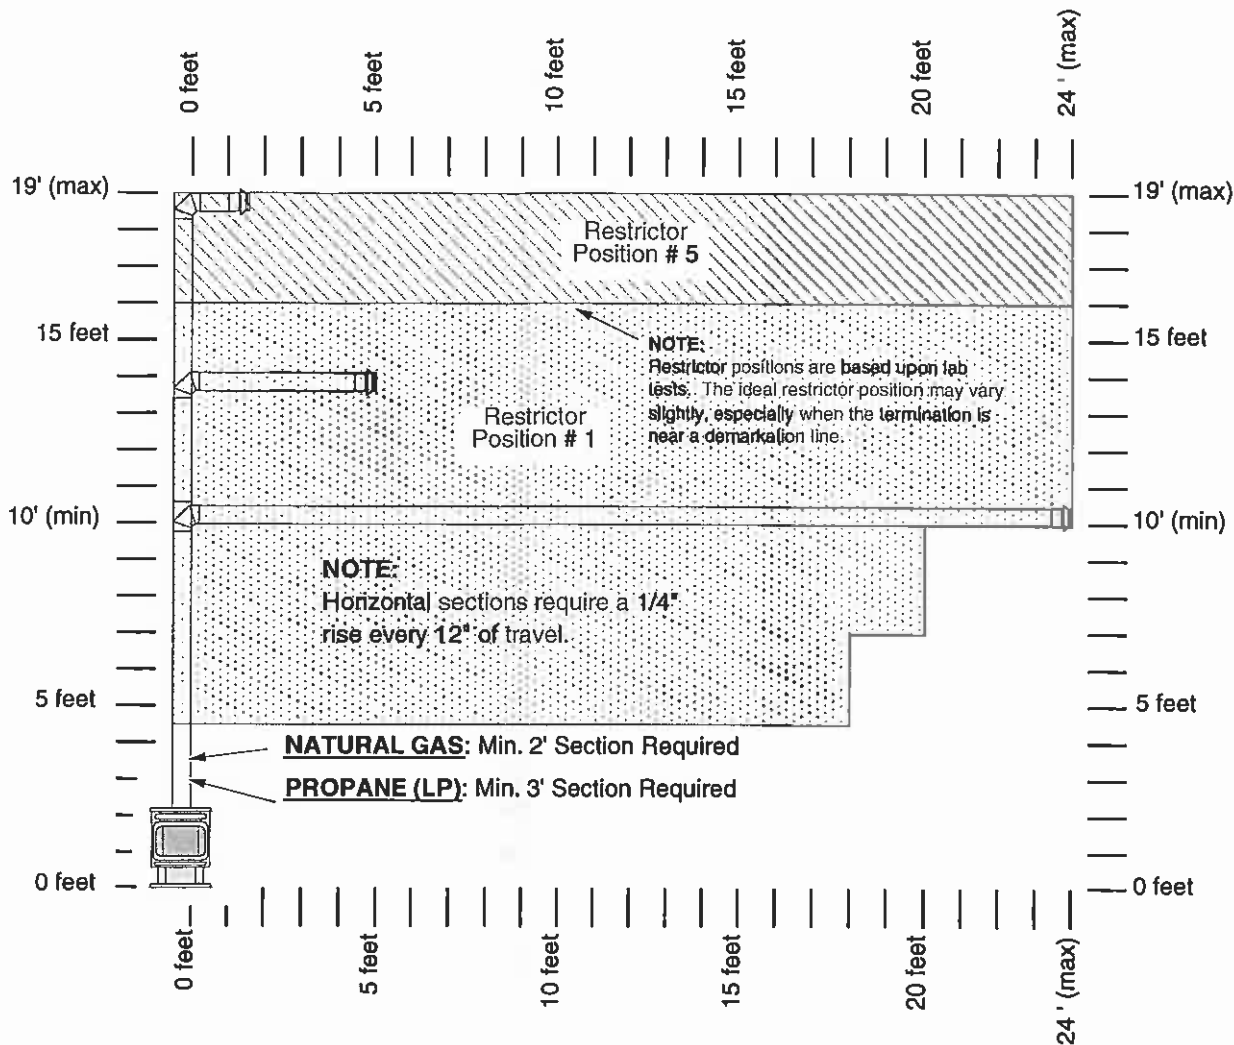 0 feet
5 feet
10 feet
15 feet
20 feet
24 ' (max)
19' (max)
19' (max)
Restrictor
Position # 5
15 feet
15 feet
NOTE:
Restrictor positions are based upon lab
tests. The ideal restrictor position may vary
slightly, especially when the termination is
near a demarkation line.
Restrictor
Position # 1
10' (min)
10' (min)
NOTE:
Horizontal sections require a 1/4"
rise every 12" of travel.
5 feet
5 feet
NATURAL GAS: Min. 2' Section Required
PROPANE (LP): Min. 3' Section Required
0 feet
0 feet
0 feet
5 feet
10 feet
15 feet
20 feet
24 ' (max)